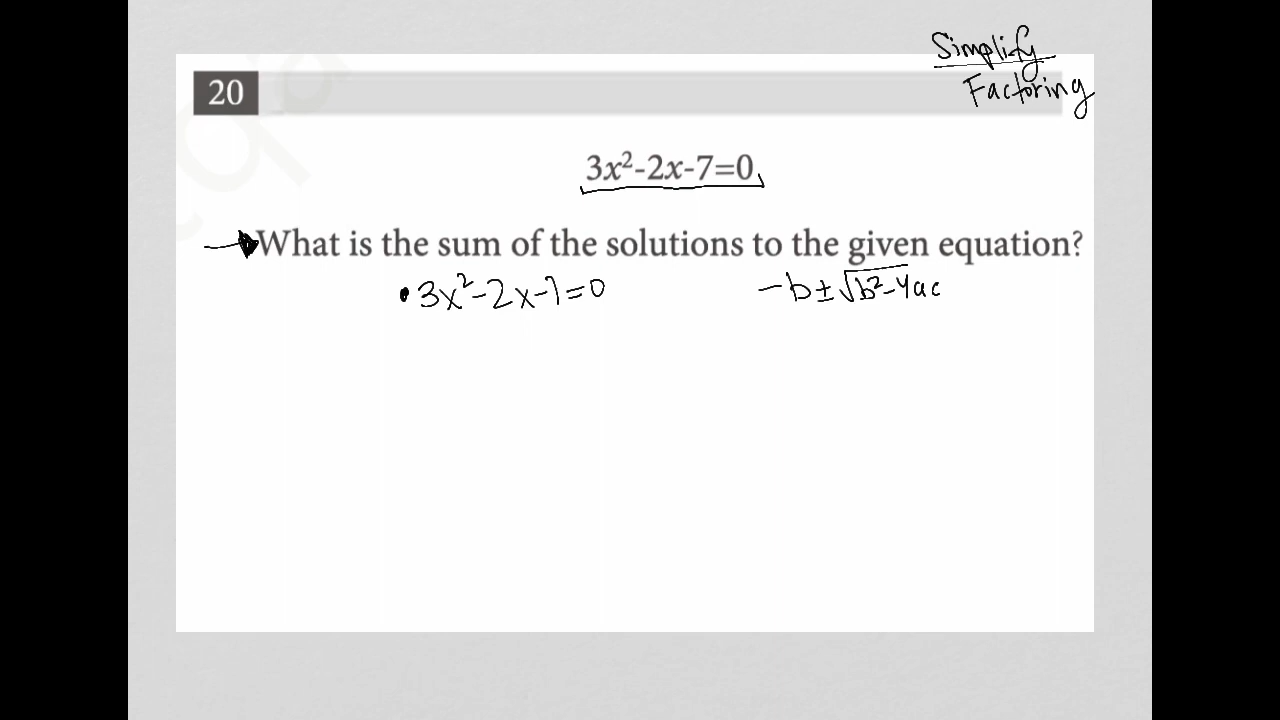 Simplify
Factoring
20
3x²-2x-7=0
What is the sum of the solutions to the given equation?
3x²-2x-7=0
-b±√b²-4ac